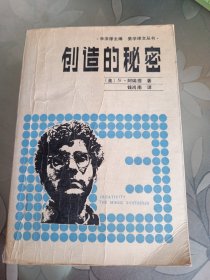 ·李泽厚主编 美学译文丛书·
创造的秘密
〔美〕S·阿瑞提 著
钱岗南 译
CREATIVITY
THE MAGIC SYNTHESIS